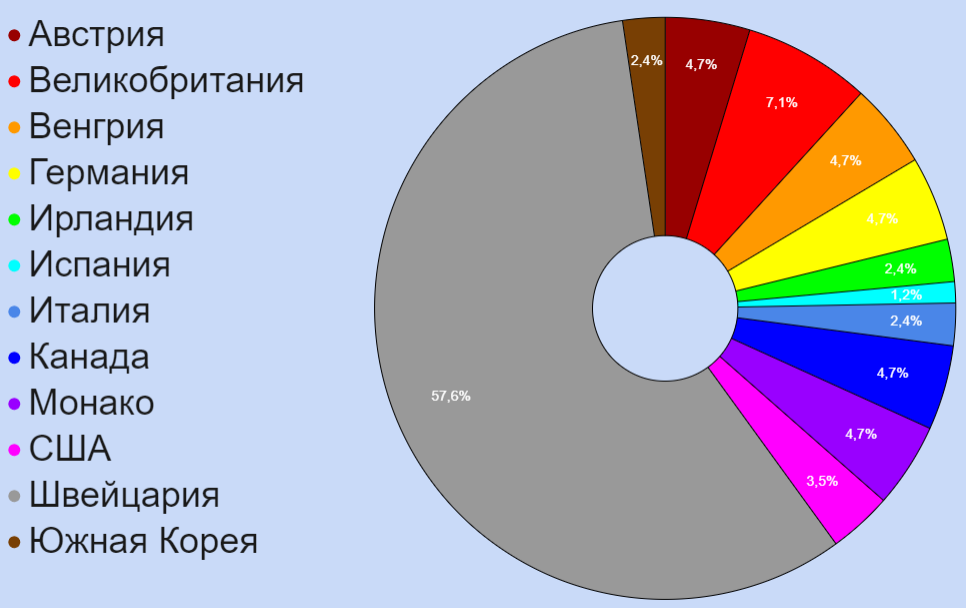 Австрия
Великобритания
Венгрия
Германия
Ирландия
Испания
Италия
Канада
Монако
США
Швейцария
Южная Корея
2,4%
4,7%
7,1%
4,7%
4,7%
2,4%
1,2%
2,4%
4,7%
4,7%
3,5%
57,6%